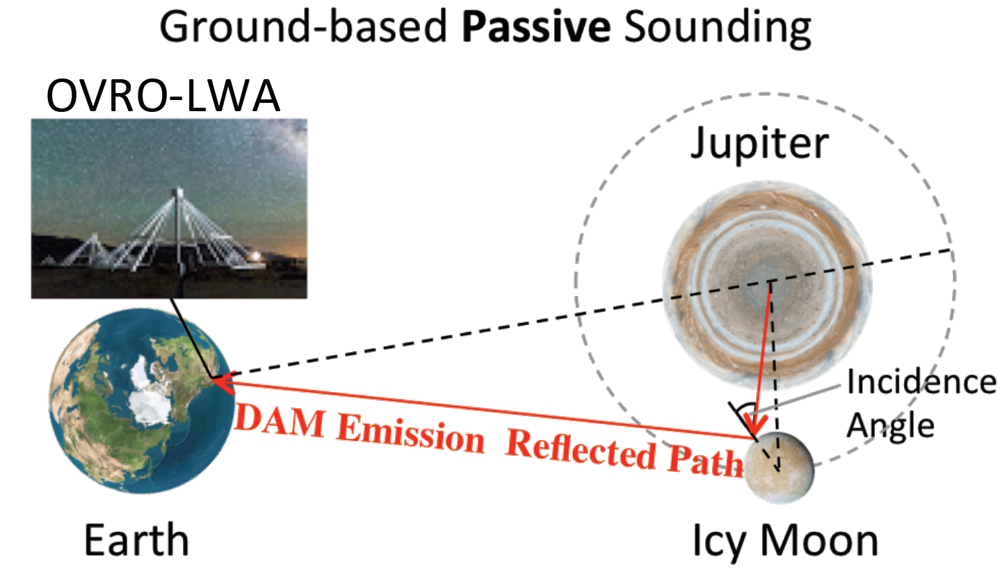 Ground-based Passive Sounding
OVRO-LWA
Jupiter
Incidence
Angle
DAM Emission Reflected Path
Earth
Icy Moon